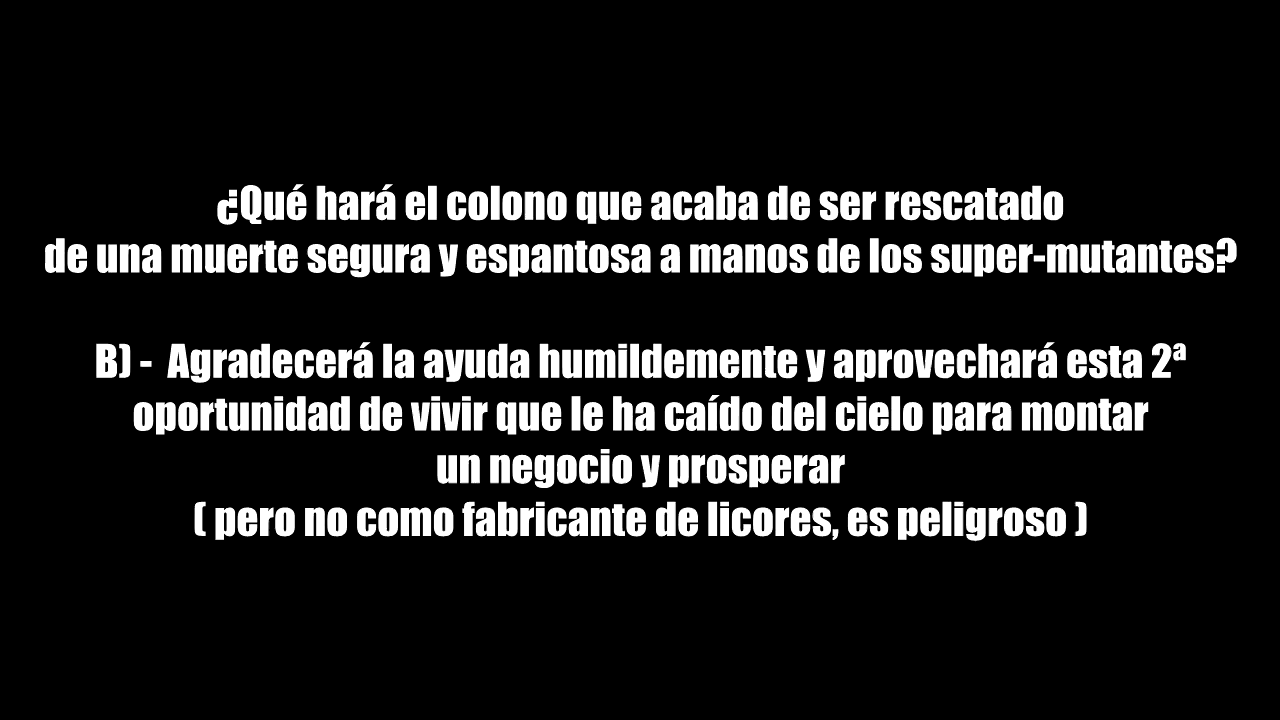 ¿Qué hará el colono que acaba de ser rescatado
de una muerte segura y espantosa a manos de los super-mutantes?
B) -  Agradecerá la ayuda humildemente y aprovechará esta 2ª
oportunidad de vivir que le ha caído del cielo para montar
un negocio y prosperar
( pero no como fabricante de licores, es peligroso )